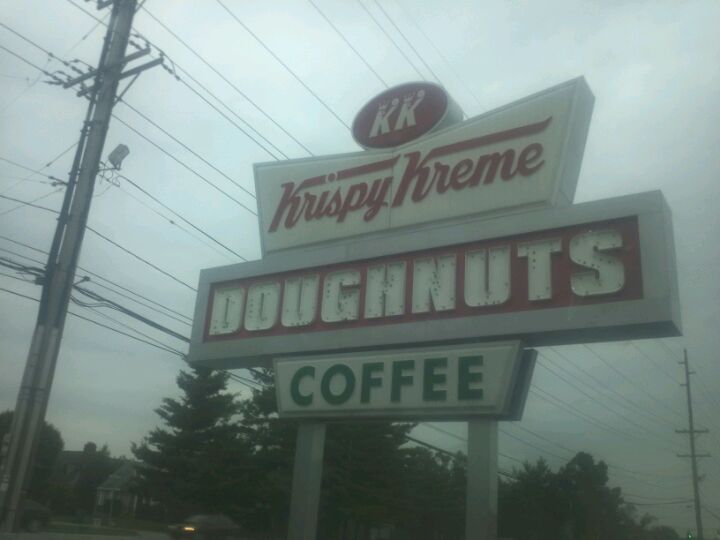 KK
Krispy Kreme
DOUGHNUTS
COFFEE